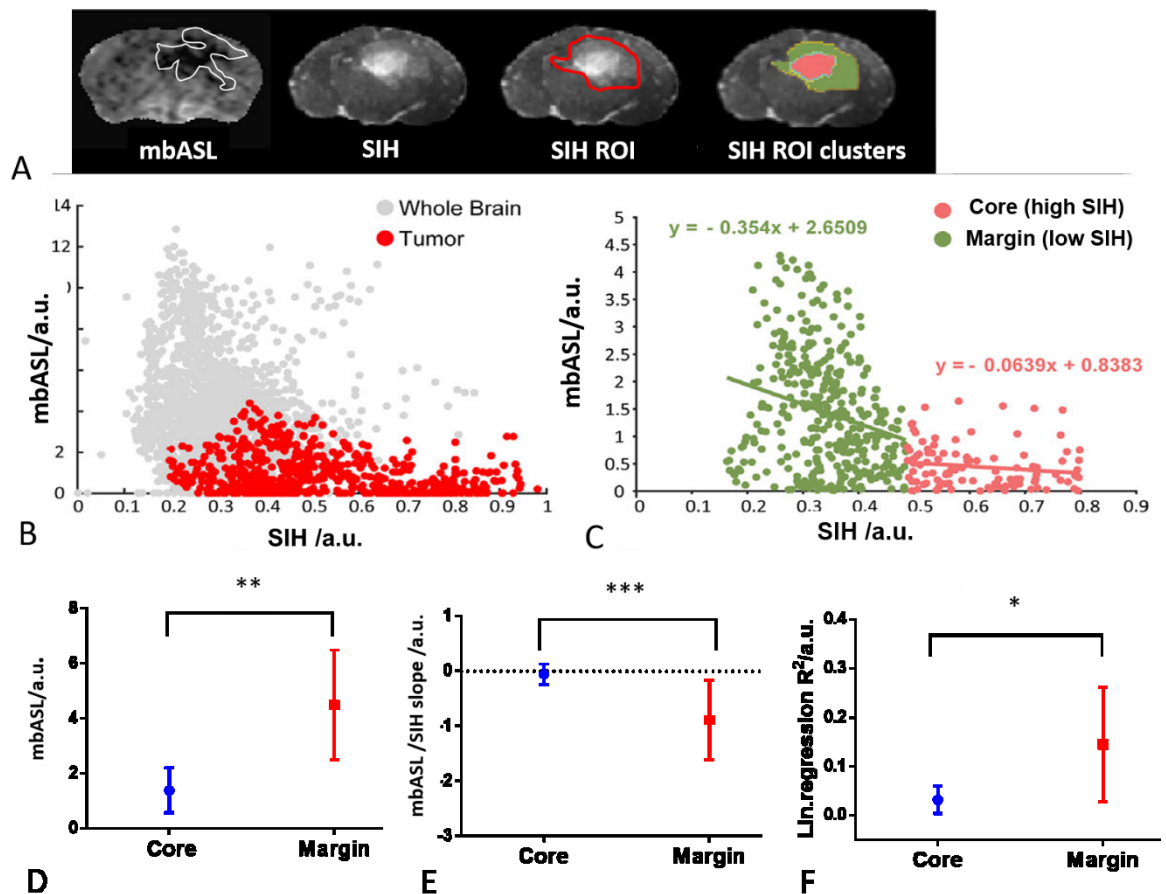 mbASL SIH SIH ROI SIH ROI clusters
A
14
12
0
2
0
0 0.1 0.2 0.3 0.4 0.5 0.6 0.7 0.8 0.9 1
mbASL/a.u.
SIH /a.u.
Whole Brain
Tumor
B
Core (high SIH)
Margin (low SIH)
y = - 0.354x + 2.6509
y = - 0.0639x + 0.8383
5
4.5
4
3.5
3
2.5
2
1.5
1
0.5
0
0 0.1 0.2 0.3 0.4 0.5 0.6 0.7 0.8 0.9
mbASL/a.u.
SIH /a.u.
C
**
8
6
4
2
0
mbASL/a.u.
Core Margin
D
***
1
0
-1
-2
-3
mbASL /SIH slope /a.u.
Core Margin
E
*
0.4
0.3
0.2
0.1
0.0
Lin.regression R²/a.u.
Core Margin
F